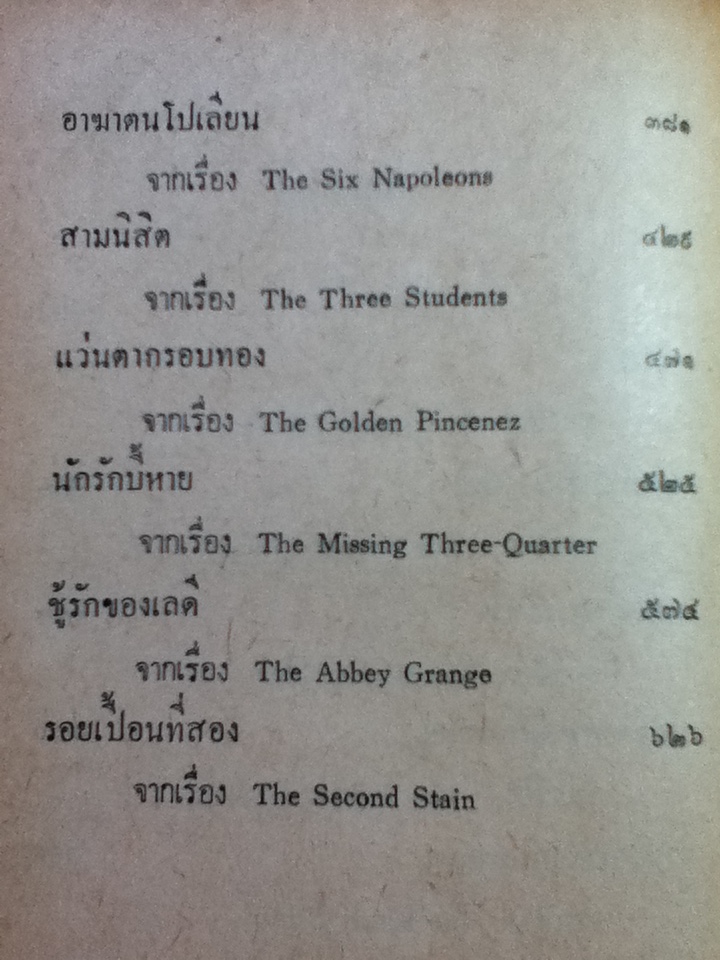 อาฆาตนโปเลียน ๓๘๑
จากเรื่อง The Six Napoleons
สามนิสิต ๔๒๕
จากเรื่อง The Three Students
แว่นตากรอบทอง ๔๗๑
จากเรื่อง The Golden Pincenez
นักรักบี้หาย ๕๒๕
จากเรื่อง The Missing Three-Quarter
ชู้รักของเลดี้ ๕๗๔
จากเรื่อง The Abbey Grange
รอยเปื้อนที่สอง ๖๒๖
จากเรื่อง The Second Stain